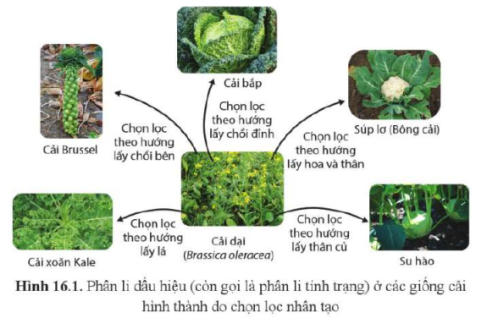 Cải bắp
Cải Brussel
Chọn lọc
theo hướng
lấy chồi bên
Chọn lọc
theo hướng
lấy chồi đỉnh
Chọn lọc
theo hướng
lấy hoa và thân
Súp lơ (Bông cải)
Chọn lọc
theo hướng
lấy lá
Cải xoăn Kale
Cải dại
(Brassica oleracea)
Chọn lọc
theo hướng
lấy thân củ
Su hào
Hình 16.1. Phân li dấu hiệu (còn gọi là phân li tính trạng) ở các giống cải
hình thành do chọn lọc nhân tạo